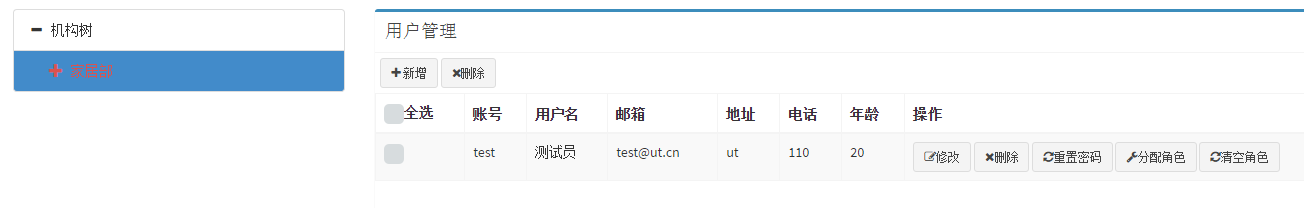 机构树
用户管理
新增 删除
全选 账号 用户名 邮箱 地址 电话 年龄 操作
test 测试员 test@ut.cn ut 110 20 修改 删除 重置密码 分配角色 清空角色